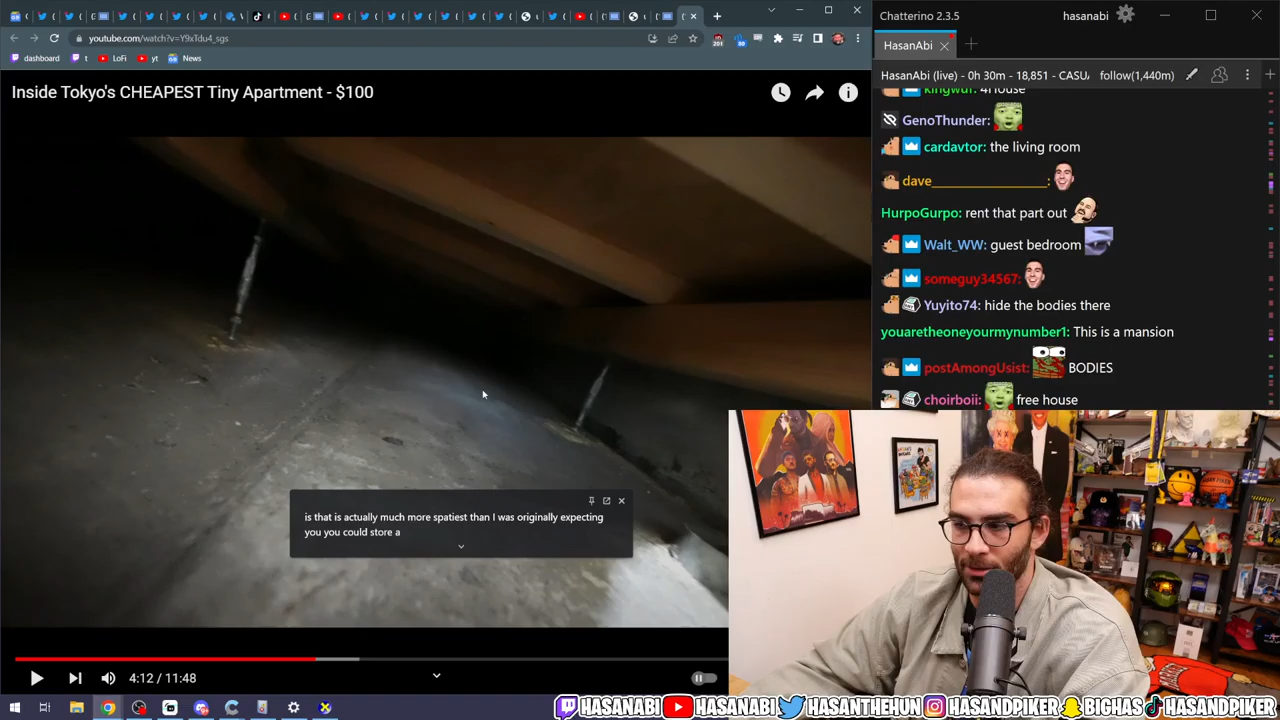 Chatterino 2.3.5
hasanabi
youtube.com/watch?v=Y9xTdu4_sgs
HasanAbi
dashboard
t
LoFi
yt
News
HasanAbi (live) - 0h 30m - 18,851 - CASU
follow(1,440m)
Inside Tokyo's CHEAPEST Tiny Apartment - $100
kingwuf: 4House
GenoThunder:
cardavtor: the living room
HurpoGurpo: rent that part out
Walt_WW: guest bedroom
someguy34567:
Yuyito74: hide the bodies there
youaretheoneyourmynumber1: This is a mansion
postAmongUsist: BODIES
choirboii: free house
is that is actually much more spatiest than I was originally expecting
you you could store a
4:12 / 11:48
HASANABI HASANABI HASANTHEHUN HASANDPIKER BIGHAS HASANDPIKER